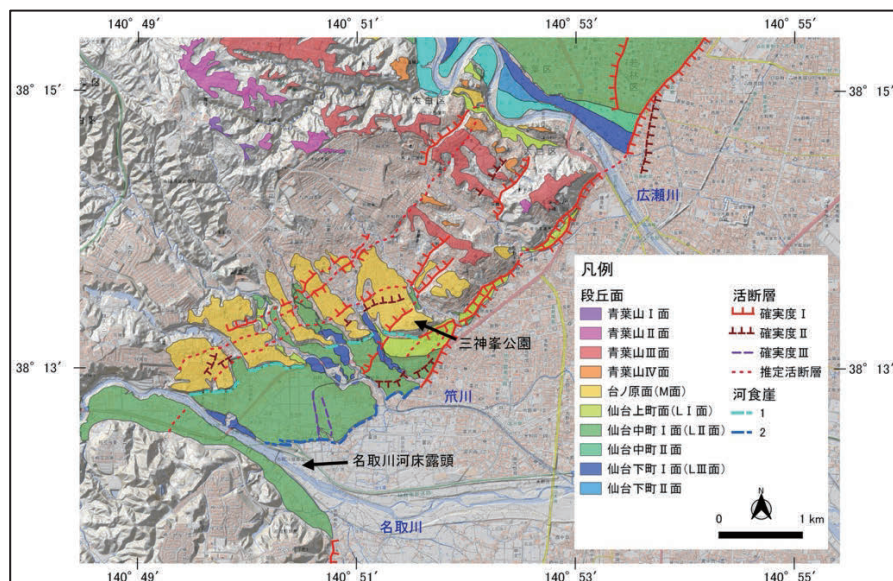 140° 49′ 140° 51′ 140° 53′ 140° 55′
38° 15′ 38° 15′
太白区
広瀬川
凡例
段丘面
青葉山Ⅰ面
青葉山Ⅱ面
青葉山Ⅲ面
青葉山Ⅳ面
台ノ原面(M面)
仙台上町面(LⅠ面)
仙台中町Ⅰ面(LⅡ面)
仙台中町Ⅱ面
仙台下町Ⅰ面(LⅢ面)
仙台下町Ⅱ面
活断層
確実度Ⅰ
確実度Ⅱ
確実度Ⅲ
推定活断層
河食崖
1
2
N
0 1 km
三神峯公園
38° 13′ 38° 13′
笊川
名取川河床露頭
名取川
140° 49′ 140° 51′ 140° 53′ 140° 55′